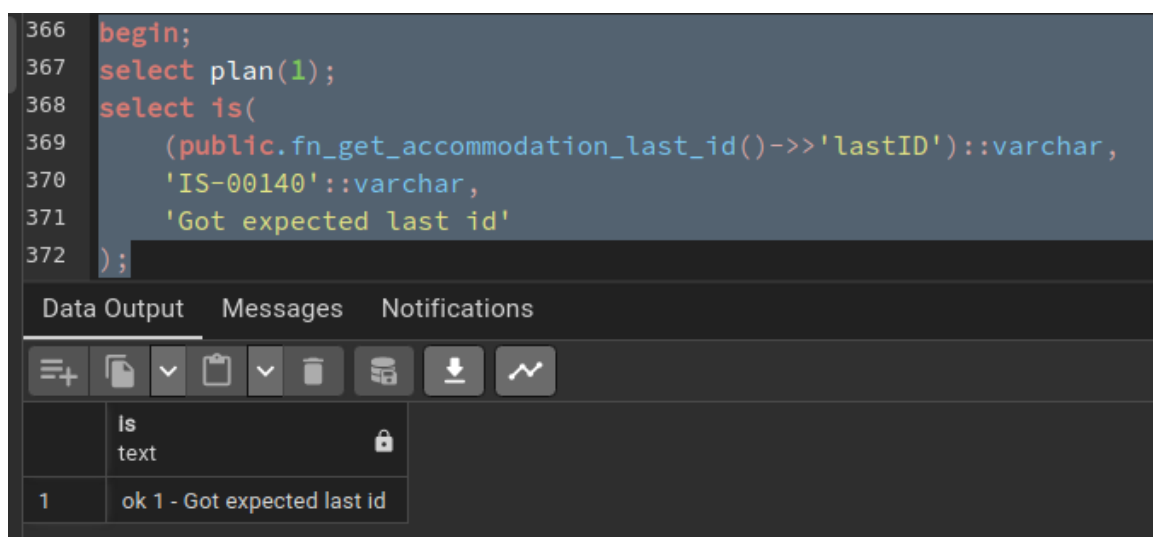 366 begin;
367 select plan(1);
368 select is(
369 (public.fn_get_accommodation_last_id()->>'lastID')::varchar,
370 'IS-00140'::varchar,
371 'Got expected last id'
372 );
Data Output Messages Notifications
is
text
1 ok 1 - Got expected last id